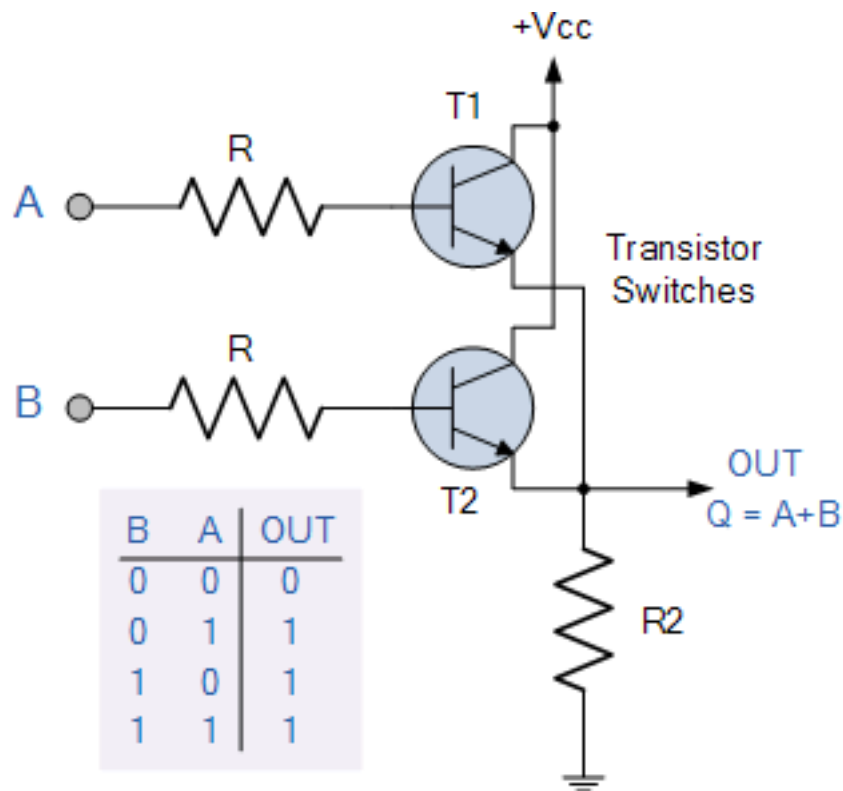 +Vcc
T1
R
A
Transistor
Switches
R
B
T2
OUT
Q = A+B
B A OUT
0 0 0
0 1 1
1 0 1
1 1 1
R2